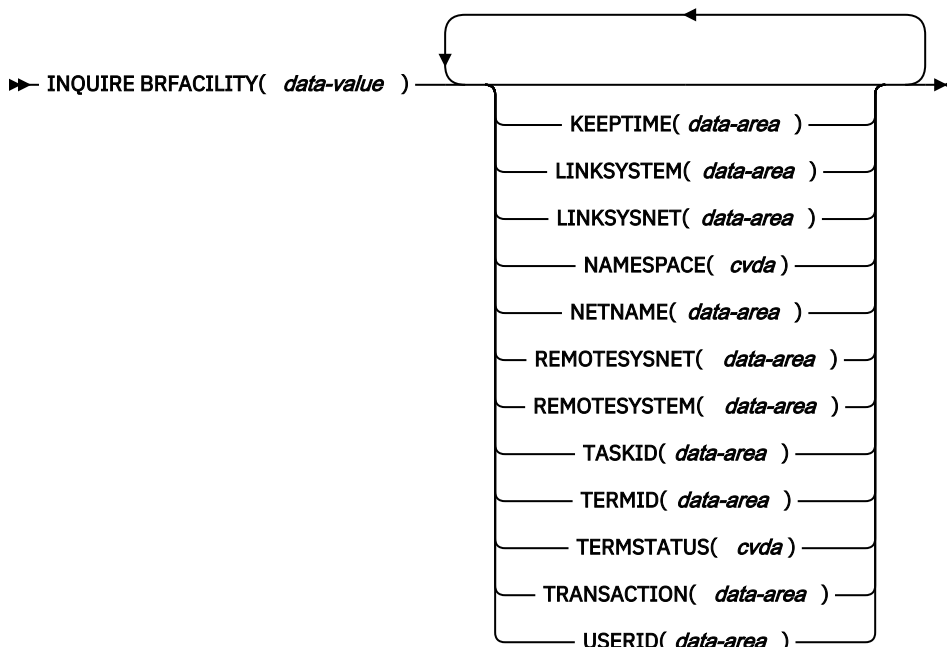 INQUIRE BRFACILITY( data-value )
KEEPTIME( data-area )
LINKSYSTEM( data-area )
LINKSYSNET( data-area )
NAMESPACE( cvda )
NETNAME( data-area )
REMOTESYSNET( data-area )
REMOTESYSTEM( data-area )
TASKID( data-area )
TERMID( data-area )
TERMSTATUS( cvda )
TRANSACTION( data-area )
USERID( data-area )